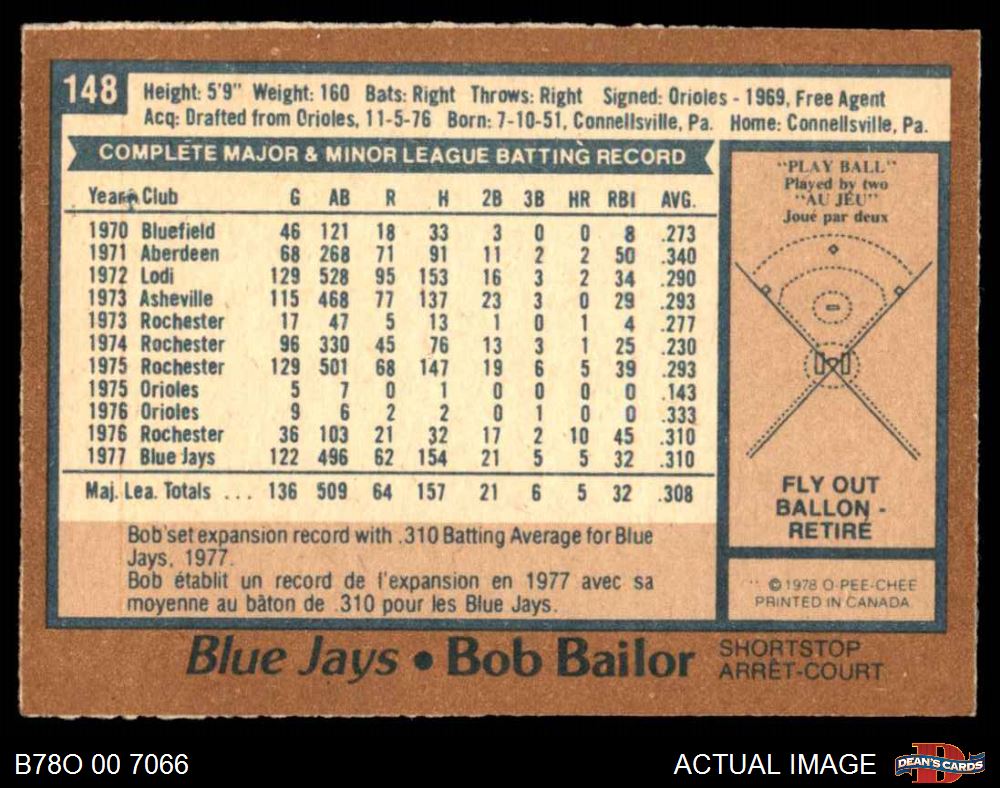 148
Height: 5'9" Weight: 160 Bats: Right Throws: Right Signed: Orioles - 1969, Free Agent
Acq: Drafted from Orioles, 11-5-76 Born: 7-10-51, Connellsville, Pa. Home: Connellsville, Pa.
COMPLETE MAJOR & MINOR LEAGUE BATTING RECORD
Year Club G AB R H 2B 3B HR RBI AVG.
1970 Bluefield 46 121 18 33 3 0 0 8 .273
1971 Aberdeen 68 268 71 91 11 2 2 50 .340
1972 Lodi 129 528 95 153 16 3 2 34 .290
1973 Asheville 115 468 77 137 23 3 0 29 .293
1973 Rochester 17 47 5 13 1 0 1 4 .277
1974 Rochester 96 330 45 76 13 3 1 25 .230
1975 Rochester 129 501 68 147 19 6 5 39 .293
1975 Orioles 5 7 0 1 0 0 0 0 .143
1976 Orioles 9 6 2 2 0 1 0 0 .333
1976 Rochester 36 103 21 32 17 2 10 45 .310
1977 Blue Jays 122 496 62 154 21 5 5 32 .310
Maj. Lea. Totals ... 136 509 64 157 21 6 5 32 .308
Bob set expansion record with .310 Batting Average for Blue
Jays, 1977.
Bob établit un record de l'expansion en 1977 avec sa
moyenne au bâton de .310 pour les Blue Jays.
"PLAY BALL"
Played by two
"AU JEU"
Joué par deux
FLY OUT
BALLON -
RETIRÉ
© 1978 O-PEE-CHEE
PRINTED IN CANADA
Blue Jays • Bob Bailor
SHORTSTOP
ARRÊT-COURT
B78O 00 7066
ACTUAL IMAGE
DEAN'S CARDS